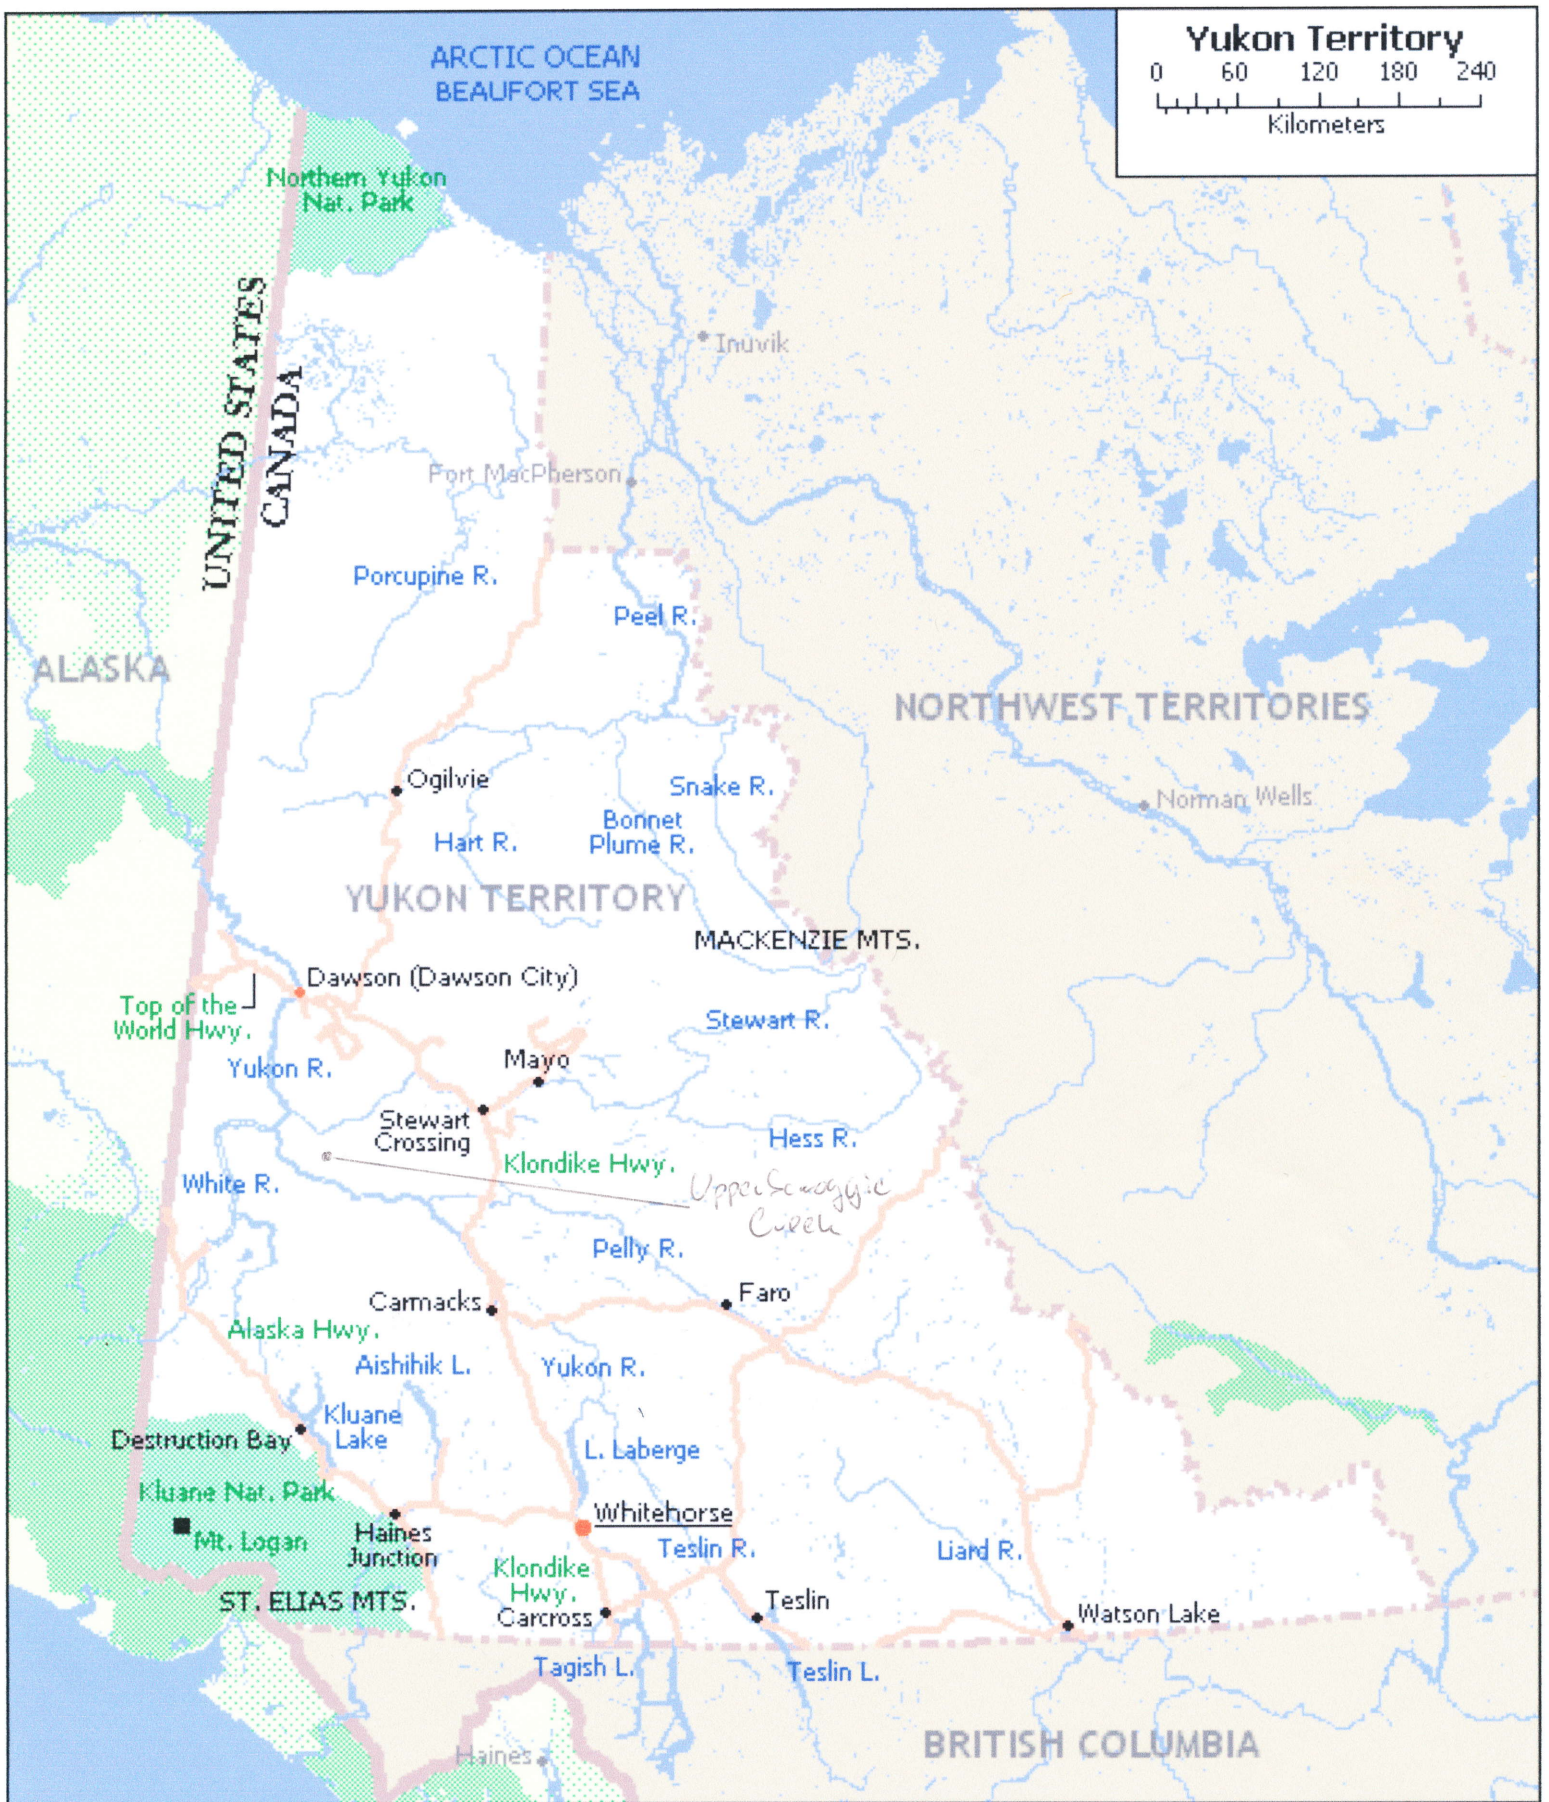 Yukon Territory
0 60 120 180 240
Kilometers
ARCTIC OCEAN
BEAUFORT SEA
Northern Yukon
Nat. Park
UNITED STATES
CANADA
Inuvik
Fort MacPherson
Porcupine R.
Peel R.
ALASKA
NORTHWEST TERRITORIES
Ogilvie
Snake R.
Norman Wells
Bonnet
Plume R.
Hart R.
YUKON TERRITORY
MACKENZIE MTS.
Dawson (Dawson City)
Top of the
World Hwy.
Stewart R.
Yukon R.
Mayo
Stewart
Crossing
Hess R.
Klondike Hwy.
White R.
Upper Scroggie
Creek
Pelly R.
Faro
Carmacks
Alaska Hwy.
Aishihik L.
Yukon R.
Kluane
Lake
Destruction Bay
L. Laberge
Kluane Nat. Park
Whitehorse
Mt. Logan
Haines
Junction
Teslin R.
Liard R.
Klondike
Hwy.
ST. ELIAS MTS.
Carcross
Teslin
Watson Lake
Tagish L.
Teslin L.
BRITISH COLUMBIA
Haines